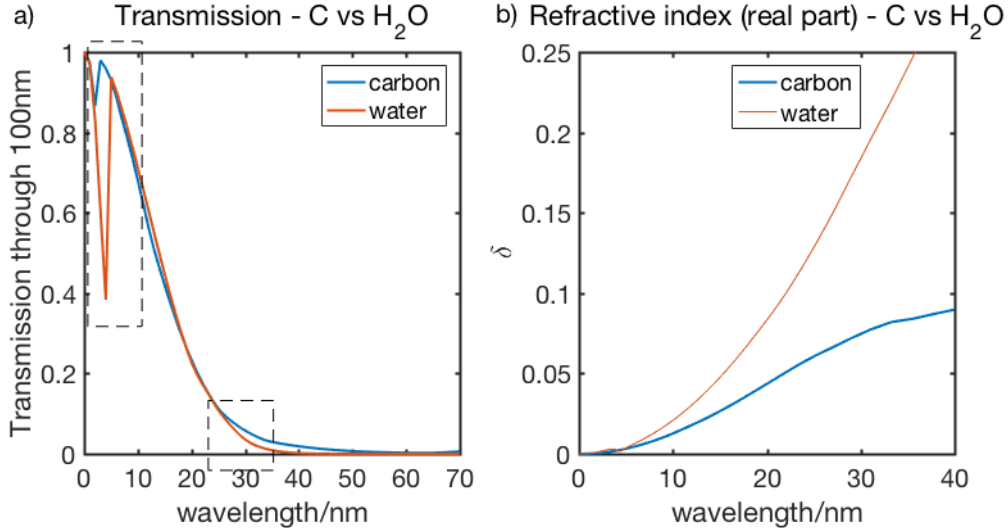 a) Transmission - C vs H₂O
Transmission through 100nm
1
0.8
0.6
0.4
0.2
0
carbon
water
0 10 20 30 40 50 60 70
wavelength/nm
b) Refractive index (real part) - C vs H₂O
δ
0.25
0.2
0.15
0.1
0.05
0
carbon
water
0 10 20 30 40
wavelength/nm